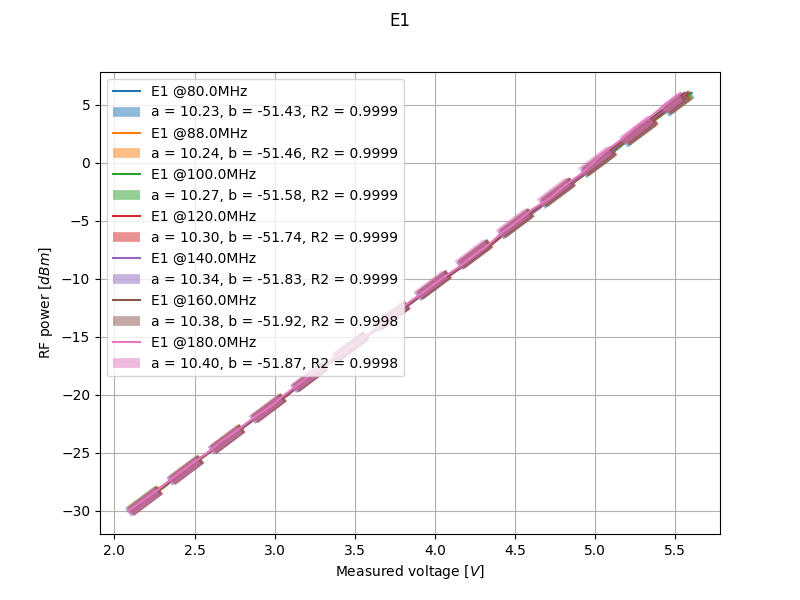 E1
E1 @80.0MHz
a = 10.23, b = -51.43, R2 = 0.9999
E1 @88.0MHz
a = 10.24, b = -51.46, R2 = 0.9999
E1 @100.0MHz
a = 10.27, b = -51.58, R2 = 0.9999
E1 @120.0MHz
a = 10.30, b = -51.74, R2 = 0.9999
E1 @140.0MHz
a = 10.34, b = -51.83, R2 = 0.9999
E1 @160.0MHz
a = 10.38, b = -51.92, R2 = 0.9998
E1 @180.0MHz
a = 10.40, b = -51.87, R2 = 0.9998
RF power [dBm]
5
0
−5
−10
−15
−20
−25
−30
2.0 2.5 3.0 3.5 4.0 4.5 5.0 5.5
Measured voltage [V]